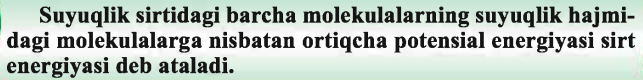 Suyuqlik sirtidagi barcha molekulalarning suyuqlik hajmi-
dagi molekulalarga nisbatan ortiqcha potensial energiyasi sirt
energiyasi deb ataladi.